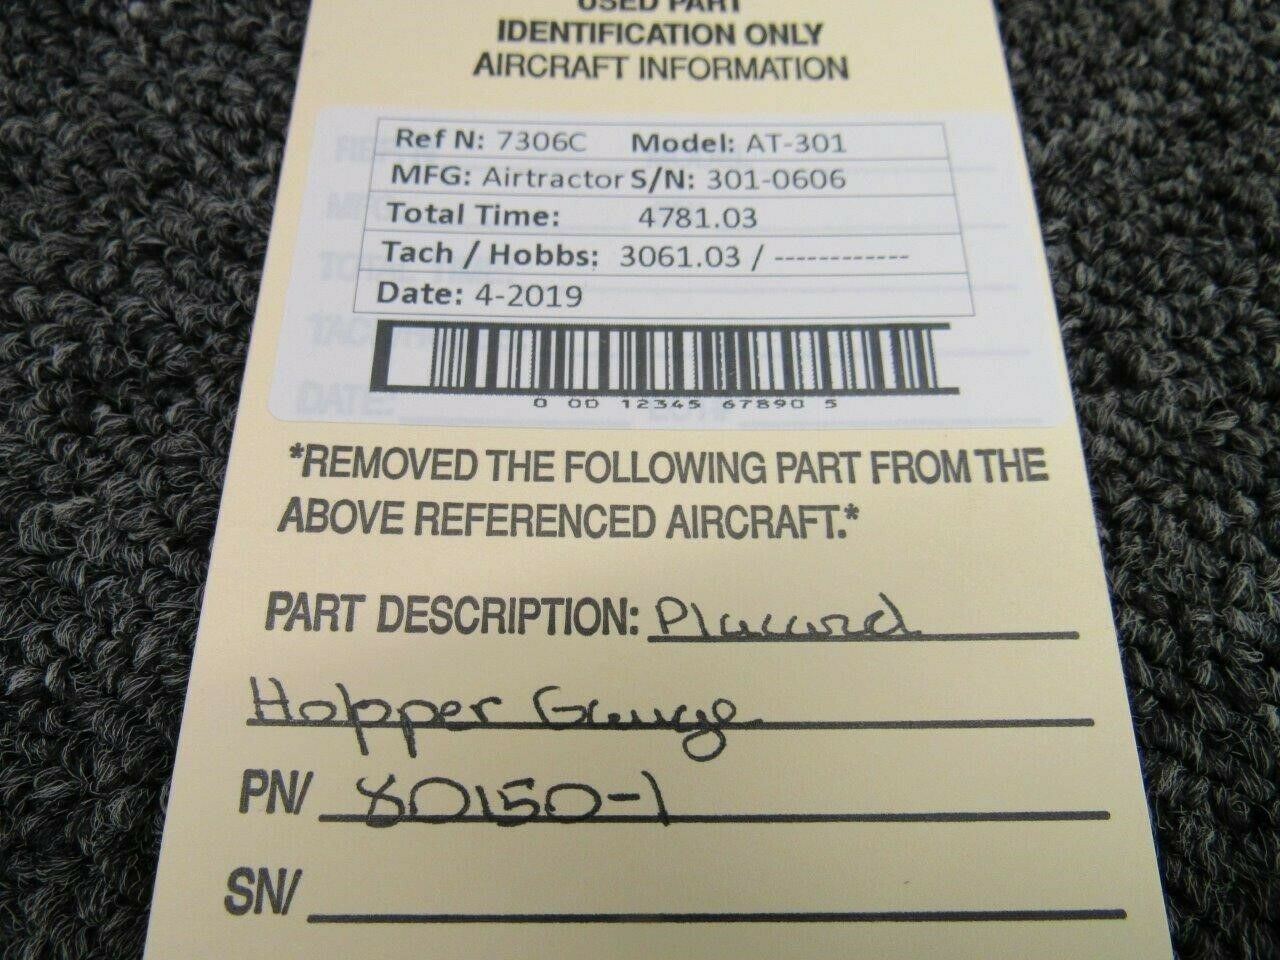 USED PART
IDENTIFICATION ONLY
AIRCRAFT INFORMATION
Ref N: 7306C Model: AT-301
MFG: Airtractor S/N: 301-0606
Total Time: 4781.03
Tach / Hobbs: 3061.03 / ------------
Date: 4-2019
0 00 12345 67890 5
*REMOVED THE FOLLOWING PART FROM THE
ABOVE REFERENCED AIRCRAFT.*
PART DESCRIPTION: Placard
Hopper Gauge
PN/ 80150-1
SN/